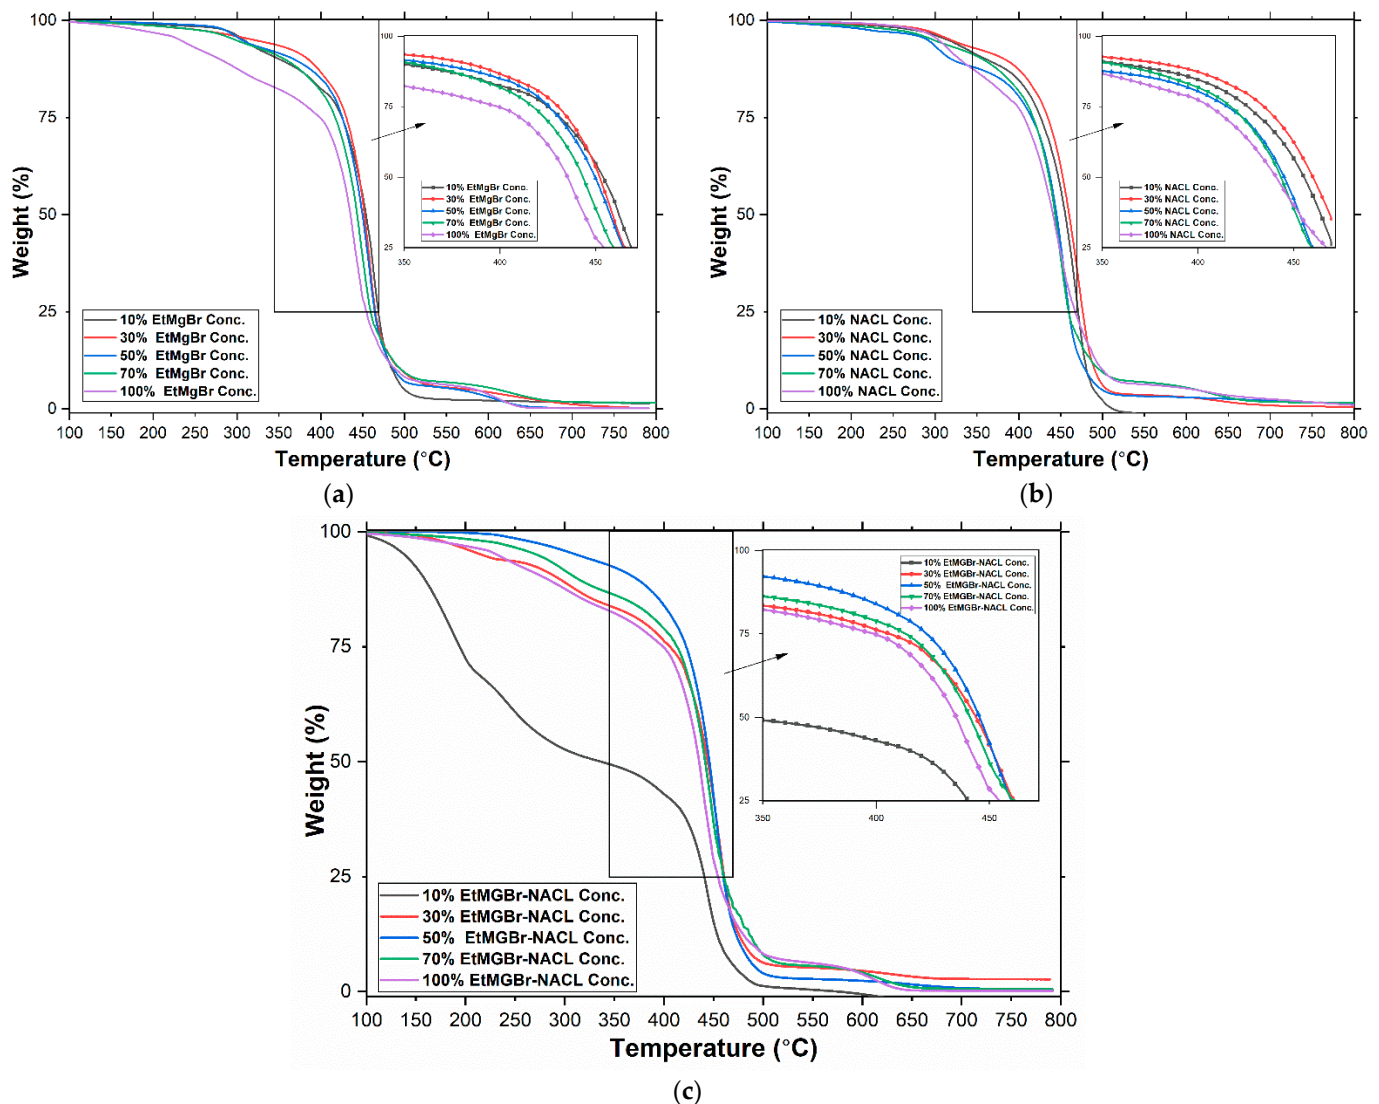 100
75
50
25
0
Weight (%)
100 150 200 250 300 350 400 450 500 550 600 650 700 750 800
Temperature (°C)
10% EtMgBr Conc.
30% EtMgBr Conc.
50% EtMgBr Conc.
70% EtMgBr Conc.
100% EtMgBr Conc.
100
75
50
25
350 400 450
10% EtMgBr Conc.
30% EtMgBr Conc.
50% EtMgBr Conc.
70% EtMgBr Conc.
100% EtMgBr Conc.
(a)
100
75
50
25
0
Weight (%)
100 150 200 250 300 350 400 450 500 550 600 650 700 750 800
Temperature (°C)
10% NACL Conc.
30% NACL Conc.
50% NACL Conc.
70% NACL Conc.
100% NACL Conc.
100
75
50
25
350 400 450
10% NACL Conc.
30% NACL Conc.
50% NACL Conc.
70% NACL Conc.
100% NACL Conc.
(b)
100
75
50
25
0
Weight (%)
100 150 200 250 300 350 400 450 500 550 600 650 700 750 800
Temperature (°C)
10% EtMGBr-NACL Conc.
30% EtMGBr-NACL Conc.
50% EtMGBr-NACL Conc.
70% EtMGBr-NACL Conc.
100% EtMGBr-NACL Conc.
100
75
50
25
350 400 450
10% EtMGBr-NACL Conc.
30% EtMGBr-NACL Conc.
50% EtMGBr-NACL Conc.
70% EtMGBr-NACL Conc.
100% EtMGBr-NACL Conc.
(c)